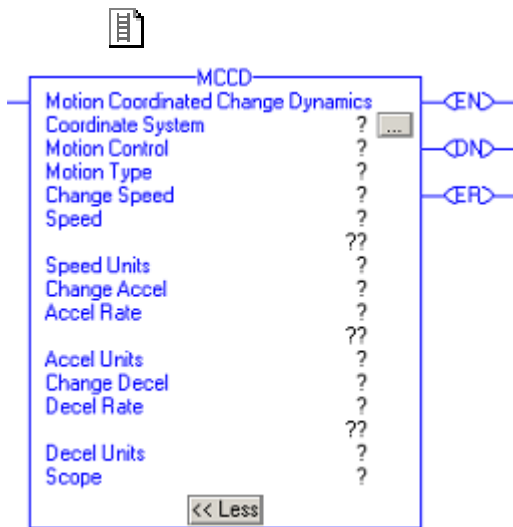 MCCD
Motion Coordinated Change Dynamics
Coordinate System ? ...
Motion Control ?
Motion Type ?
Change Speed ?
Speed ?
??
Speed Units ?
Change Accel ?
Accel Rate ?
??
Accel Units ?
Change Decel ?
Decel Rate ?
??
Decel Units ?
Scope ?
<< Less
EN
DN
ER